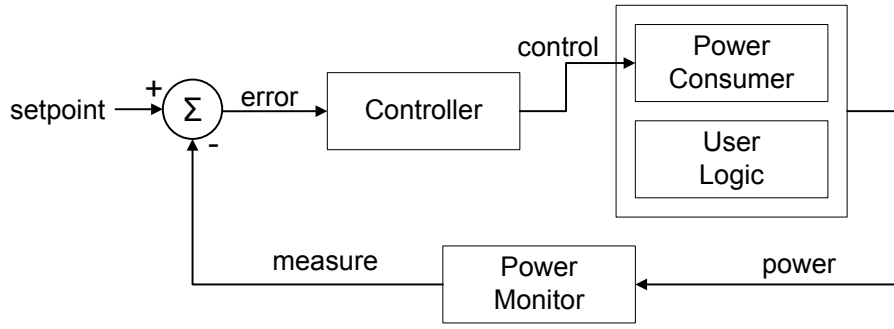 control
Power
Consumer
+
setpoint
Σ
error
Controller
-
User
Logic
measure
Power
Monitor
power